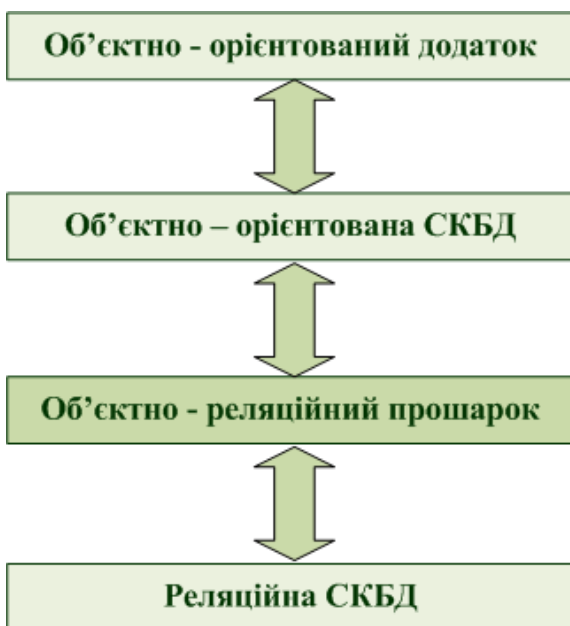 Об’єктно - орієнтований додаток
Об’єктно – орієнтована СКБД
Об’єктно - реляційний прошарок
Реляційна СКБД